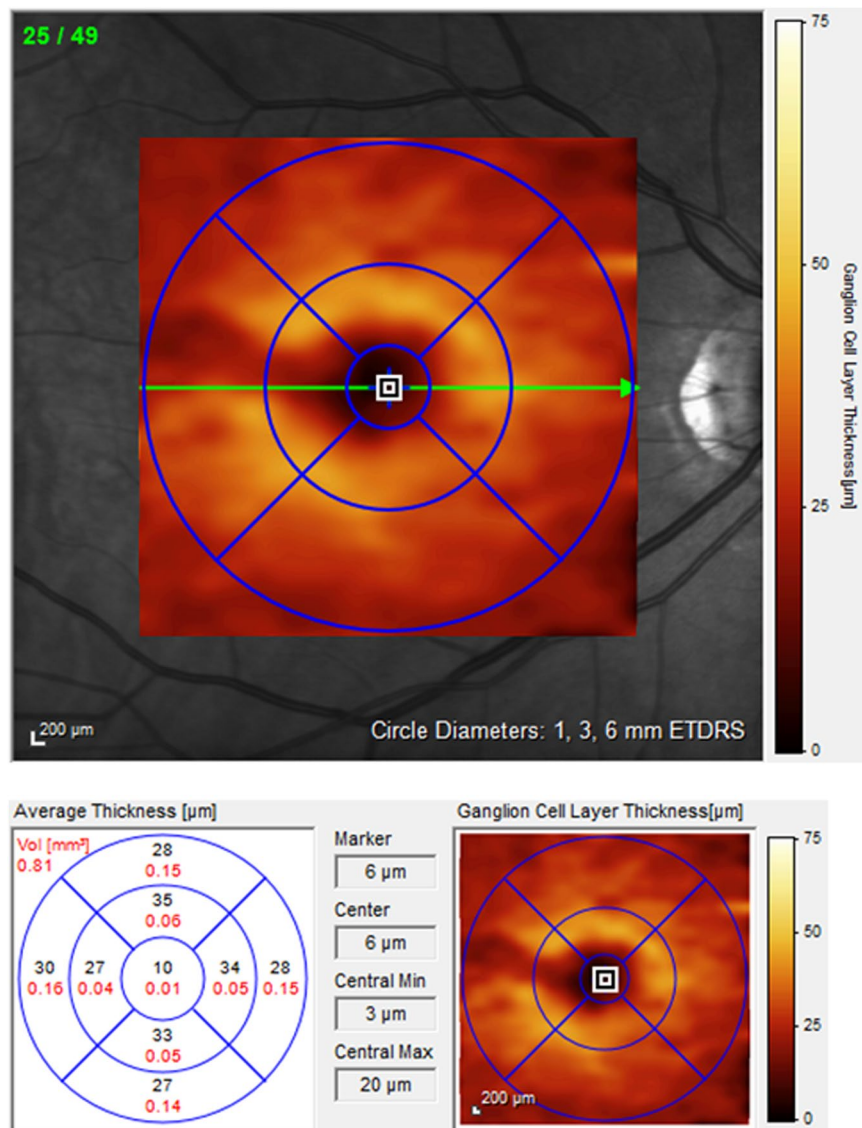 25 / 49
75
50
25
0
Ganglion Cell Layer Thickness [µm]
200 µm
Circle Diameters: 1, 3, 6 mm ETDRS
Average Thickness [µm]
Vol [mm³]
0.81
28
0.15
35
0.06
30
0.16
27
0.04
10
0.01
34
0.05
28
0.15
33
0.05
27
0.14
Marker
6 µm
Center
6 µm
Central Min
3 µm
Central Max
20 µm
Ganglion Cell Layer Thickness[µm]
200 µm
75
50
25
0